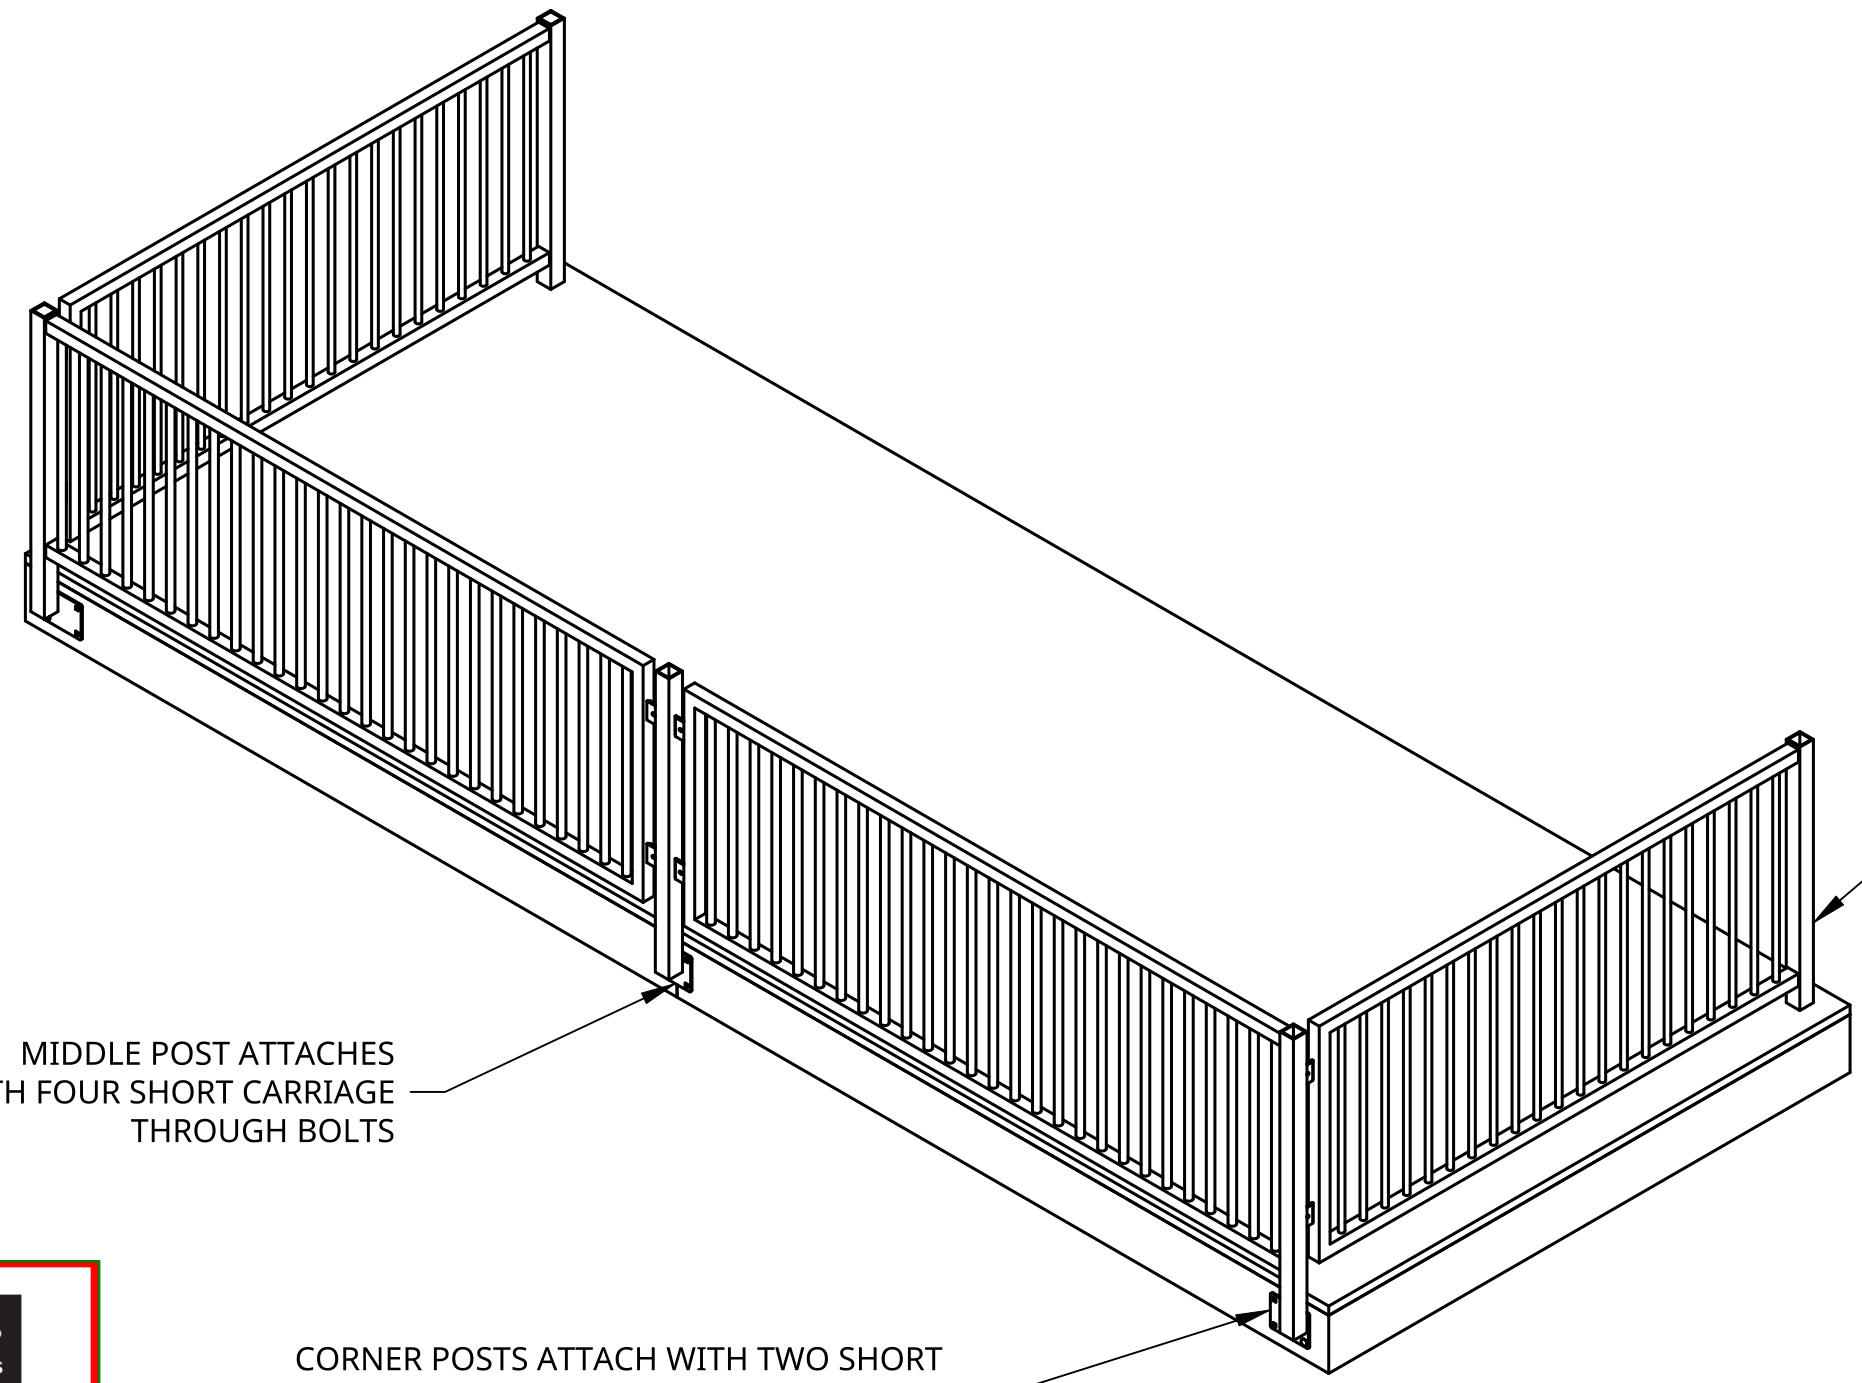 MIDDLE POST ATTACHES
TH FOUR SHORT CARRIAGE
THROUGH BOLTS
CORNER POSTS ATTACH WITH TWO SHORT